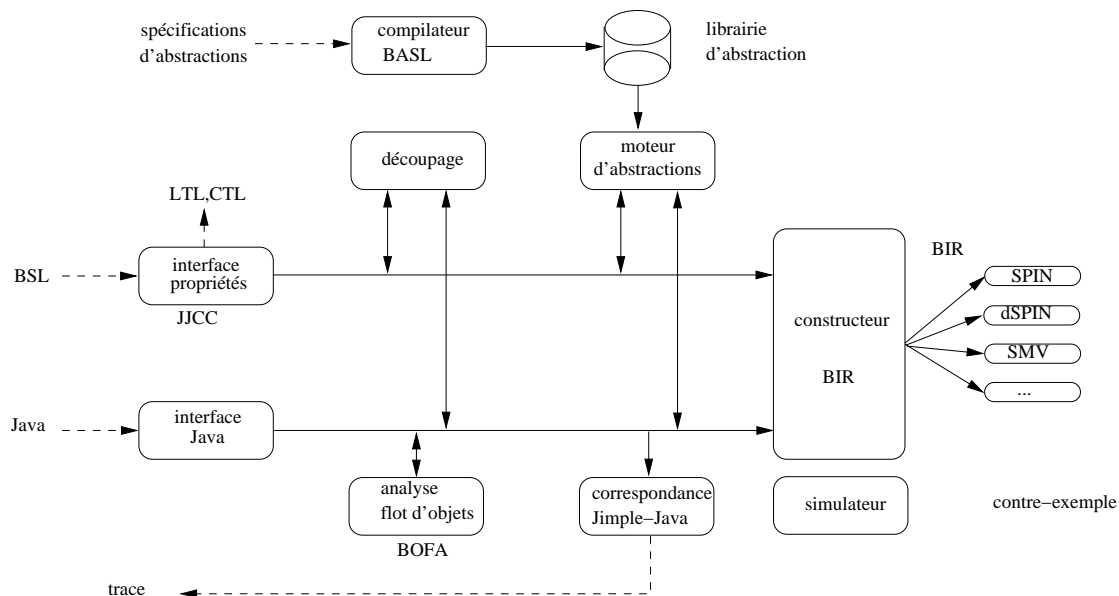 spécifications
d'abstractions
compilateur
BASL
librairie
d'abstraction
découpage
moteur
d'abstractions
LTL,CTL
BSL
interface
propriétés
JJCC
constructeur
BIR
BIR
SPIN
dSPIN
SMV
...
Java
interface
Java
analyse
flot d'objets
BOFA
correspondance
Jimple−Java
simulateur
contre−exemple
trace